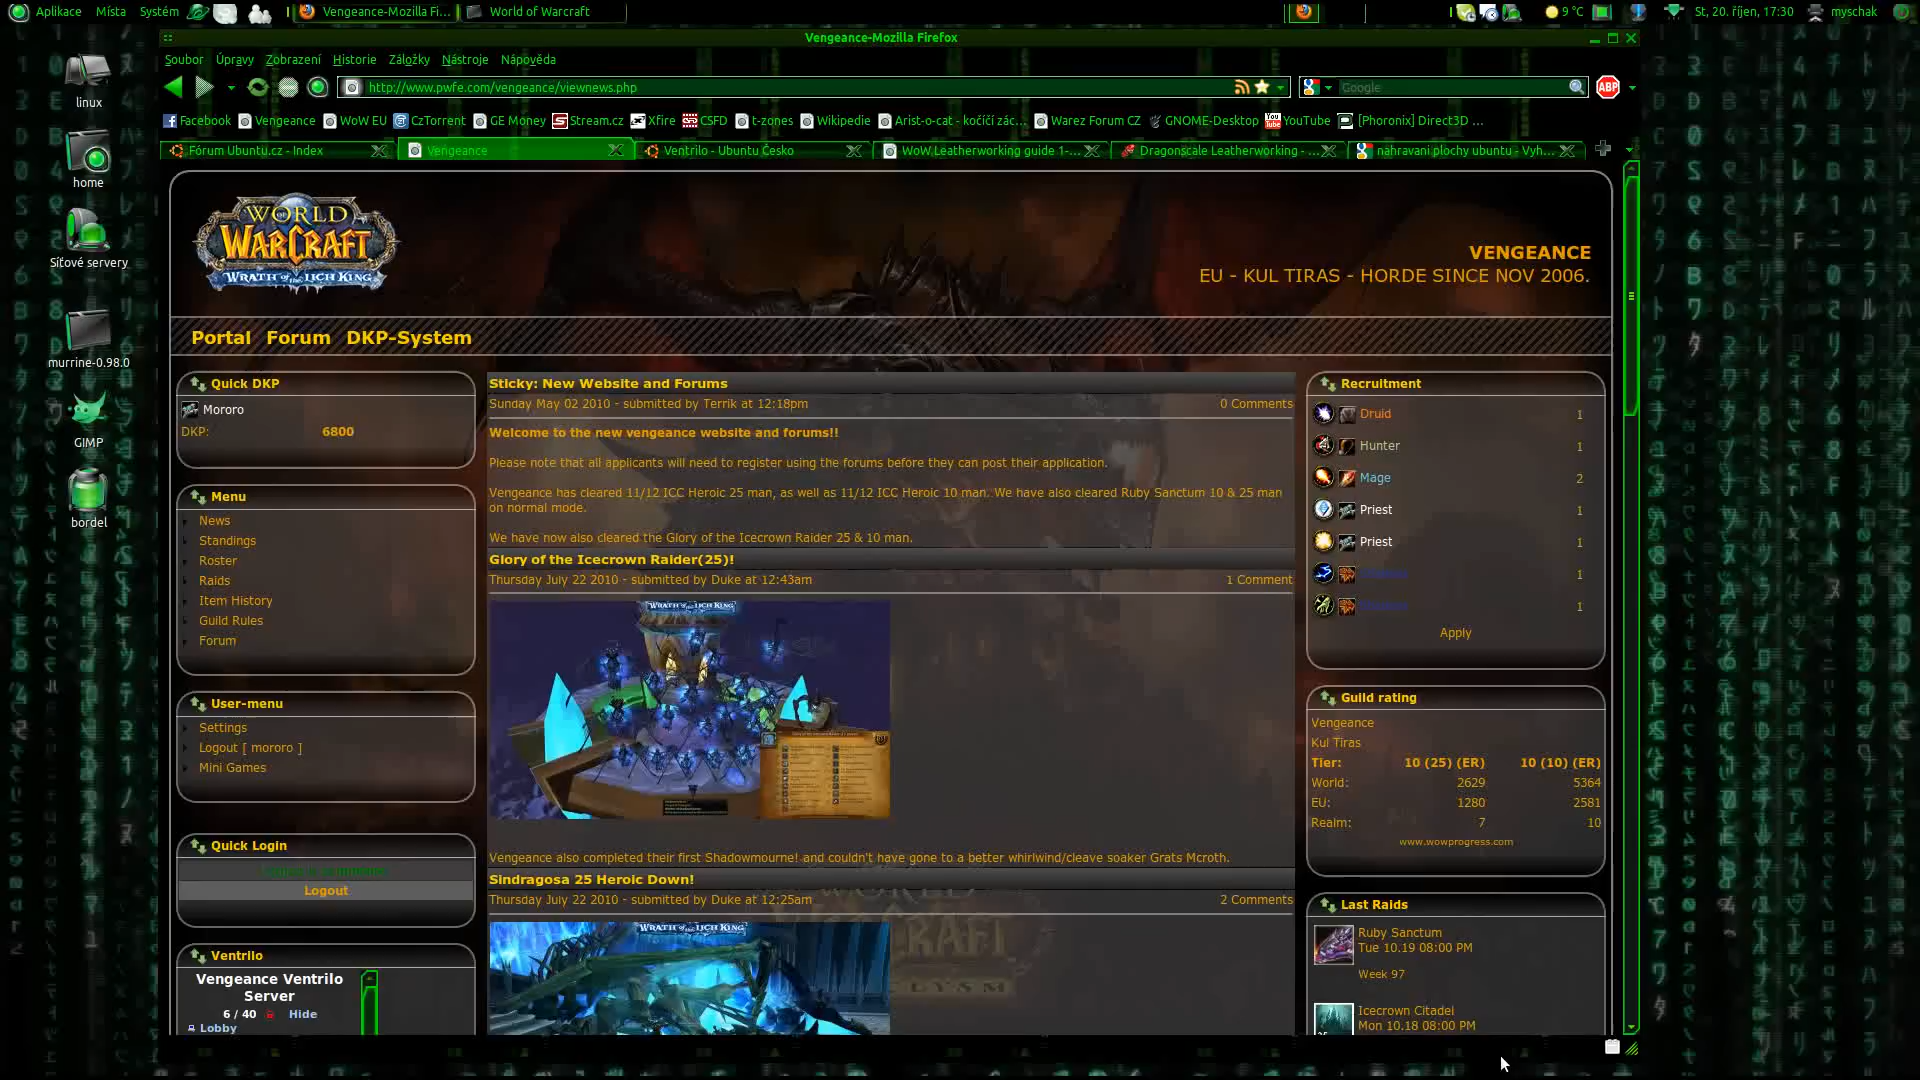 Aplikace Místa Systém Vengeance-Mozilla Fi... World of Warcraft 9 °C St, 20. říjen, 17:30 myschak
Vengeance-Mozilla Firefox
Soubor Úpravy Zobrazení Historie Záložky Nástroje Nápověda
http://www.pwfe.com/vengeance/viewnews.php Google ABP
Facebook Vengeance WoW EU CzTorrent GE Money Stream.cz Xfire CSFD t-zones Wikipedie Arist-o-cat - kočičí zác... Warez Forum CZ GNOME-Desktop YouTube [Phoronix] Direct3D ...
Fórum Ubuntu.cz - Index Vengeance Ventrilo - Ubuntu Česko WoW Leatherworking guide 1-... Dragonscale Leatherworking - ... nahravani plochy ubuntu - Vyh...
linux
home
Síťové servery
murrine-0.98.0
GIMP
bordel
WORLD OF WARCRAFT
WRATH of the LICH KING
VENGEANCE
EU - KUL TIRAS - HORDE SINCE NOV 2006.
Portal Forum DKP-System
Quick DKP
Mororo
DKP: 6800
Menu
News
Standings
Roster
Raids
Item History
Guild Rules
Forum
User-menu
Settings
Logout [ mororo ]
Mini Games
Quick Login
Logout
Ventrilo
Vengeance Ventrilo
Server
6 / 40 Hide
Lobby
Sticky: New Website and Forums
Sunday May 02 2010 - submitted by Terrik at 12:18pm 0 Comments
Welcome to the new vengeance website and forums!!
Please note that all applicants will need to register using the forums before they can post their application.
Vengeance has cleared 11/12 ICC Heroic 25 man, as well as 11/12 ICC Heroic 10 man. We have also cleared Ruby Sanctum 10 & 25 man
on normal mode.
We have now also cleared the Glory of the Icecrown Raider 25 & 10 man.
Glory of the Icecrown Raider(25)!
Thursday July 22 2010 - submitted by Duke at 12:43am 1 Comment
WRATH of the LICH KING
Vengeance also completed their first Shadowmourne! and couldn't have gone to a better whirlwind/cleave soaker Grats Mcroth.
Sindragosa 25 Heroic Down!
Thursday July 22 2010 - submitted by Duke at 12:25am 2 Comments
WRATH of the LICH KING
Recruitment
Druid 1
Hunter 1
Mage 2
Priest 1
Priest 1
1
1
Apply
Guild rating
Vengeance
Kul Tiras
Tier: 10 (25) (ER) 10 (10) (ER)
World: 2629 5364
EU: 1280 2581
Realm: 7 10
www.wowprogress.com
Last Raids
Ruby Sanctum
Tue 10.19 08:00 PM
Week 97
Icecrown Citadel
Mon 10.18 08:00 PM